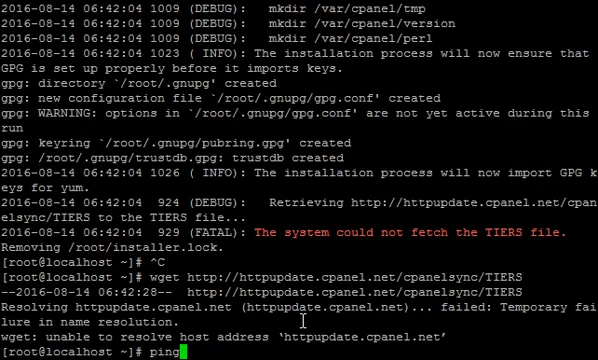 2016-08-14 06:42:04 1009 (DEBUG):   mkdir /var/cpanel/tmp
2016-08-14 06:42:04 1009 (DEBUG):   mkdir /var/cpanel/version
2016-08-14 06:42:04 1009 (DEBUG):   mkdir /var/cpanel/perl
2016-08-14 06:42:04 1023 ( INFO): The installation process will now ensure that
GPG is set up properly before it imports keys.
gpg: directory `/root/.gnupg' created
gpg: new configuration file `/root/.gnupg/gpg.conf' created
gpg: WARNING: options in `/root/.gnupg/gpg.conf' are not yet active during this
run
gpg: keyring `/root/.gnupg/pubring.gpg' created
gpg: /root/.gnupg/trustdb.gpg: trustdb created
2016-08-14 06:42:04 1026 ( INFO): The installation process will now import GPG k
eys for yum.
2016-08-14 06:42:04  924 (DEBUG):   Retrieving http://httpupdate.cpanel.net/cpan
elsync/TIERS to the TIERS file...
2016-08-14 06:42:04  929 (FATAL): The system could not fetch the TIERS file.
Removing /root/installer.lock.
[root@localhost ~]# ^C
[root@localhost ~]# wget http://httpupdate.cpanel.net/cpanelsync/TIERS
--2016-08-14 06:42:28--  http://httpupdate.cpanel.net/cpanelsync/TIERS
Resolving httpupdate.cpanel.net (httpupdate.cpanel.net)... failed: Temporary fai
lure in name resolution.
wget: unable to resolve host address ‘httpupdate.cpanel.net’
[root@localhost ~]# ping